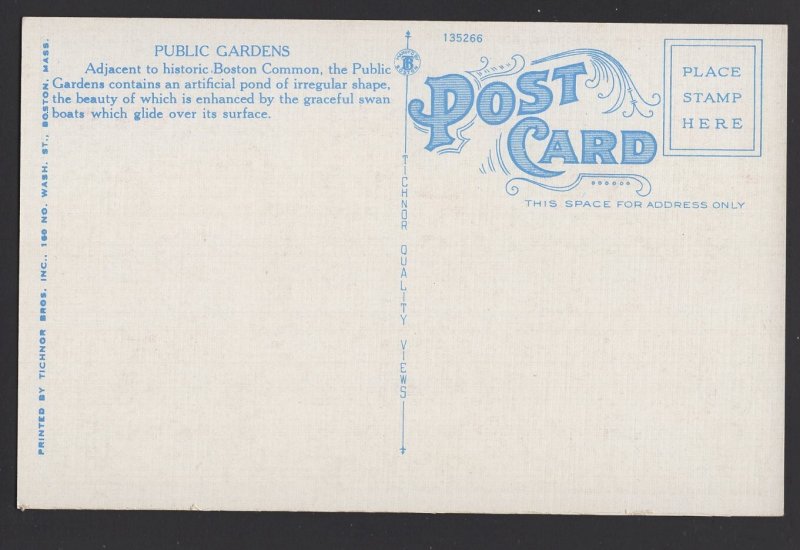 PUBLIC GARDENS
Adjacent to historic Boston Common, the Public
Gardens contains an artificial pond of irregular shape,
the beauty of which is enhanced by the graceful swan
boats which glide over its surface.
PRINTED BY TICHNOR BROS. INC., 160 NO. WASH. ST., BOSTON, MASS.
TICHNOR QUALITY VIEWS
135266
POST
CARD
THIS SPACE FOR ADDRESS ONLY
PLACE
STAMP
HERE